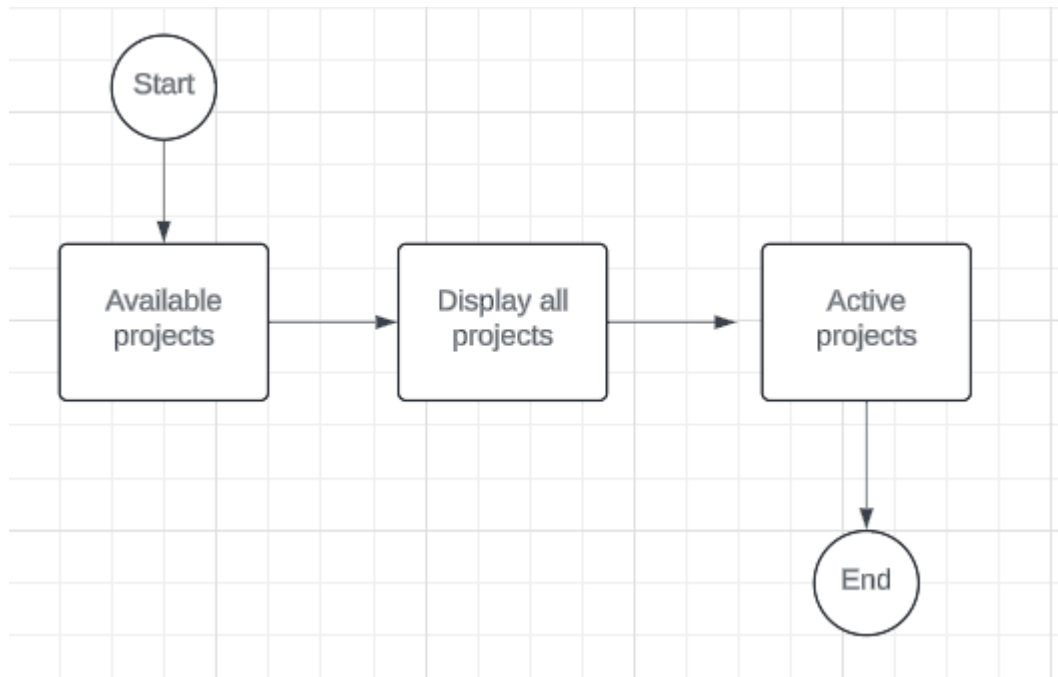 Start
Available
projects
Display all
projects
Active
projects
End